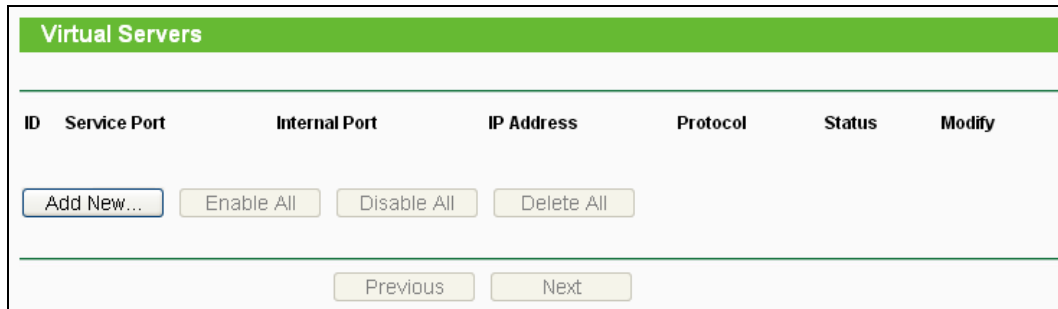 Virtual Servers
ID Service Port Internal Port IP Address Protocol Status Modify
Add New... Enable All Disable All Delete All
Previous Next